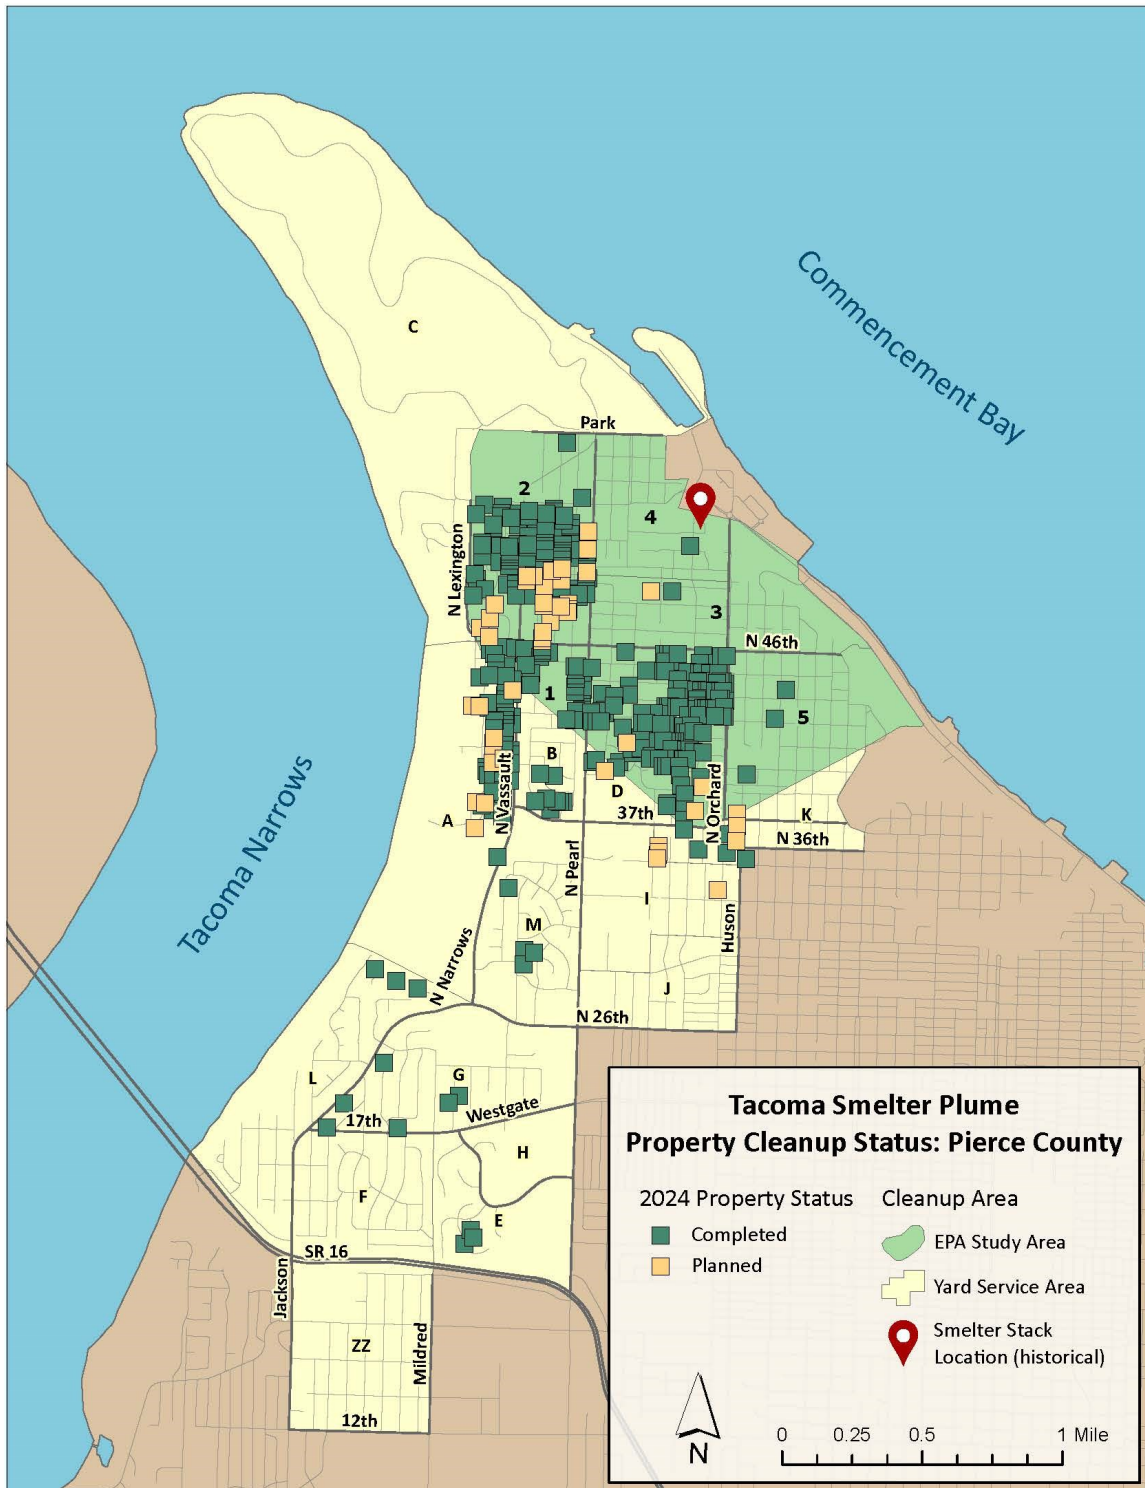 Commencement Bay
C
Park
2
4
N Lexington
3
N 46th
1
5
B
Tacoma Narrows
N Vassault
D
N Orchard
A
37th
K
N 36th
N Pearl
I
Huson
M
N Narrows
J
N 26th
L
G
Westgate
17th
H
F
E
SR 16
Jackson
ZZ
Mildred
12th
Tacoma Smelter Plume
Property Cleanup Status: Pierce County
2024 Property Status
Completed
Planned
Cleanup Area
EPA Study Area
Yard Service Area
Smelter Stack
Location (historical)
N
0 0.25 0.5 1 Mile